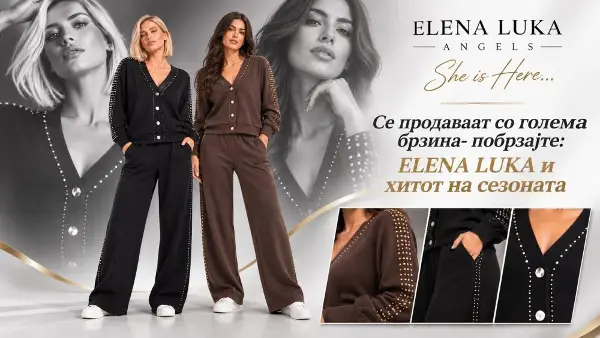 ELENA LUKA
ANGELS
She is Here...
Се продаваат со голема
брзина- побрзајте:
ELENA LUKA и
хитот на сезоната